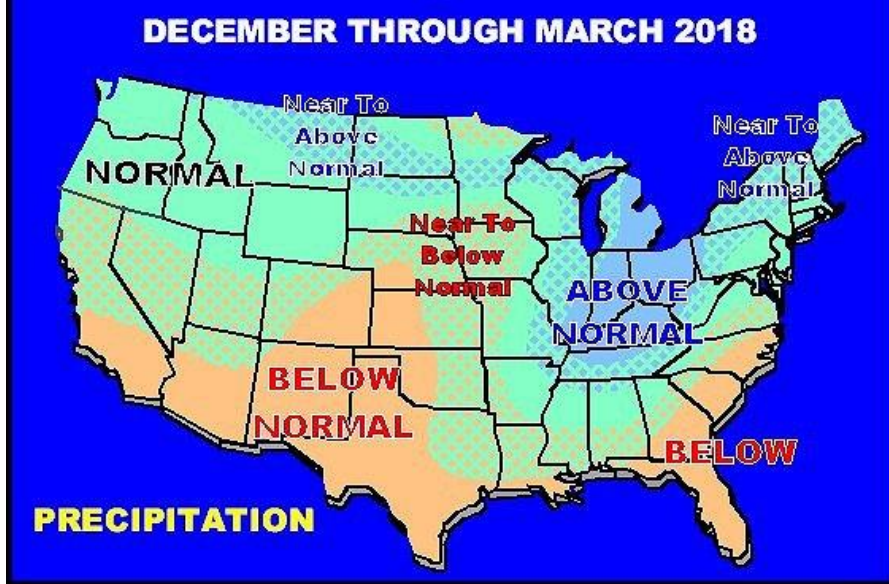 DECEMBER THROUGH MARCH 2018
Near To
Above
Normal
Near To
Above
Normal
NORMAL
Near To
Below
Normal
ABOVE
NORMAL
BELOW
NORMAL
BELOW
PRECIPITATION